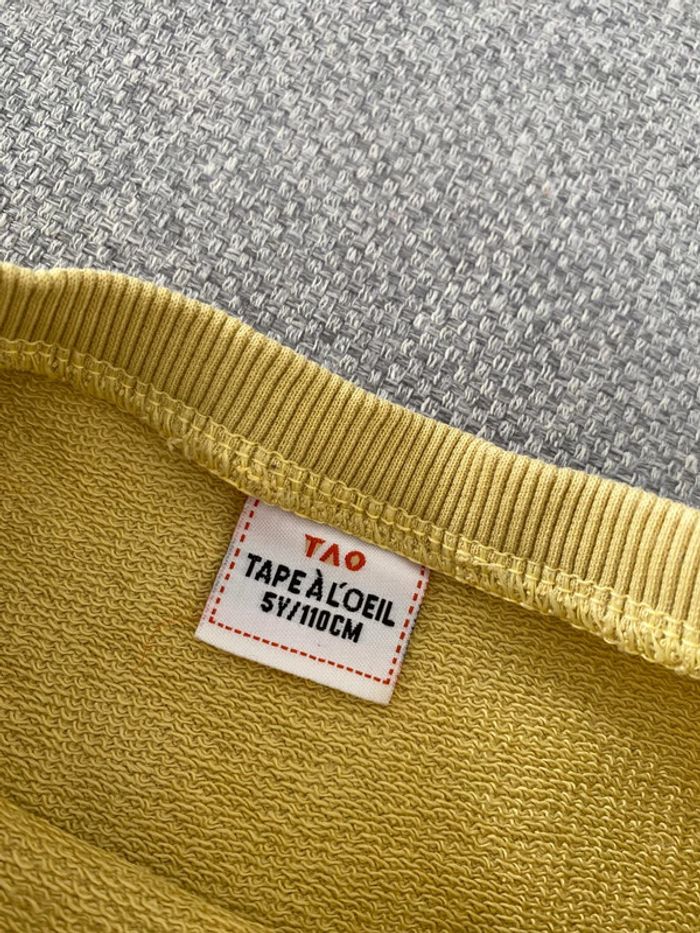 TAO
TAPE À L'OEIL
5Y/110CM